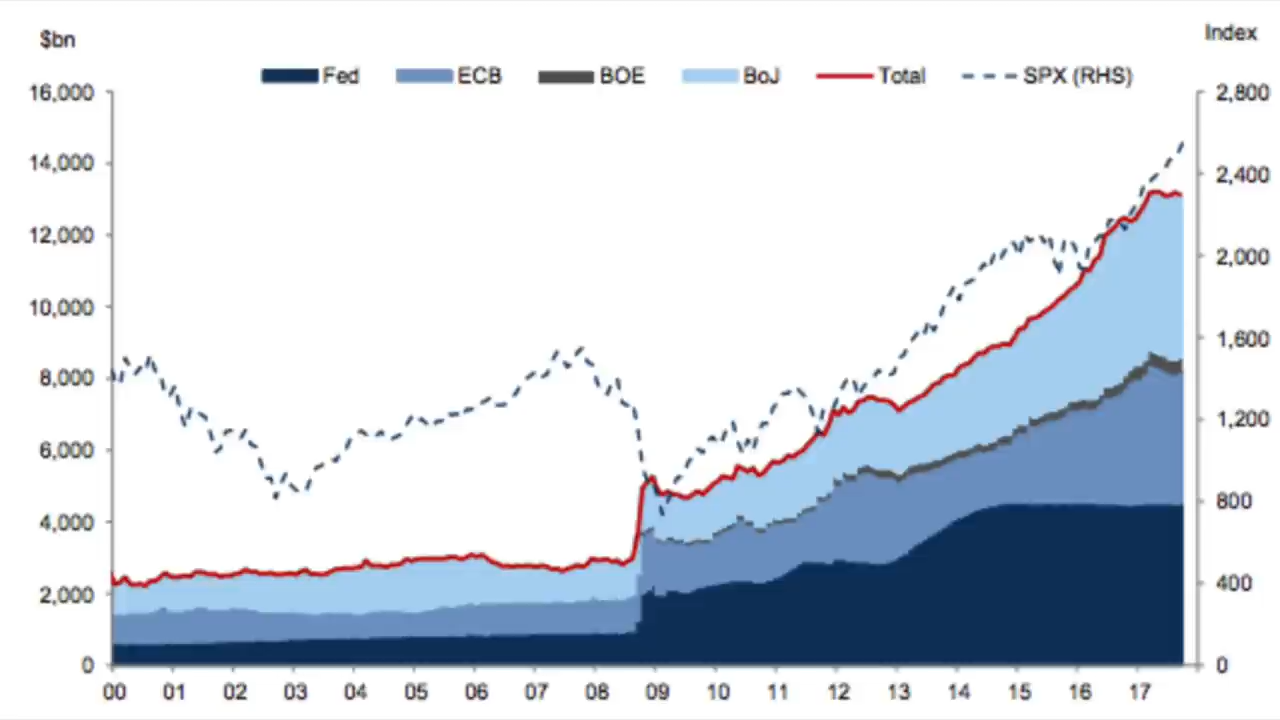 $bn
Index
Fed ECB BOE BoJ Total SPX (RHS)
16,000 2,800
14,000 2,400
12,000 2,000
10,000 1,600
8,000 1,200
6,000 800
4,000 400
2,000 0
0
00 01 02 03 04 05 06 07 08 09 10 11 12 13 14 15 16 17